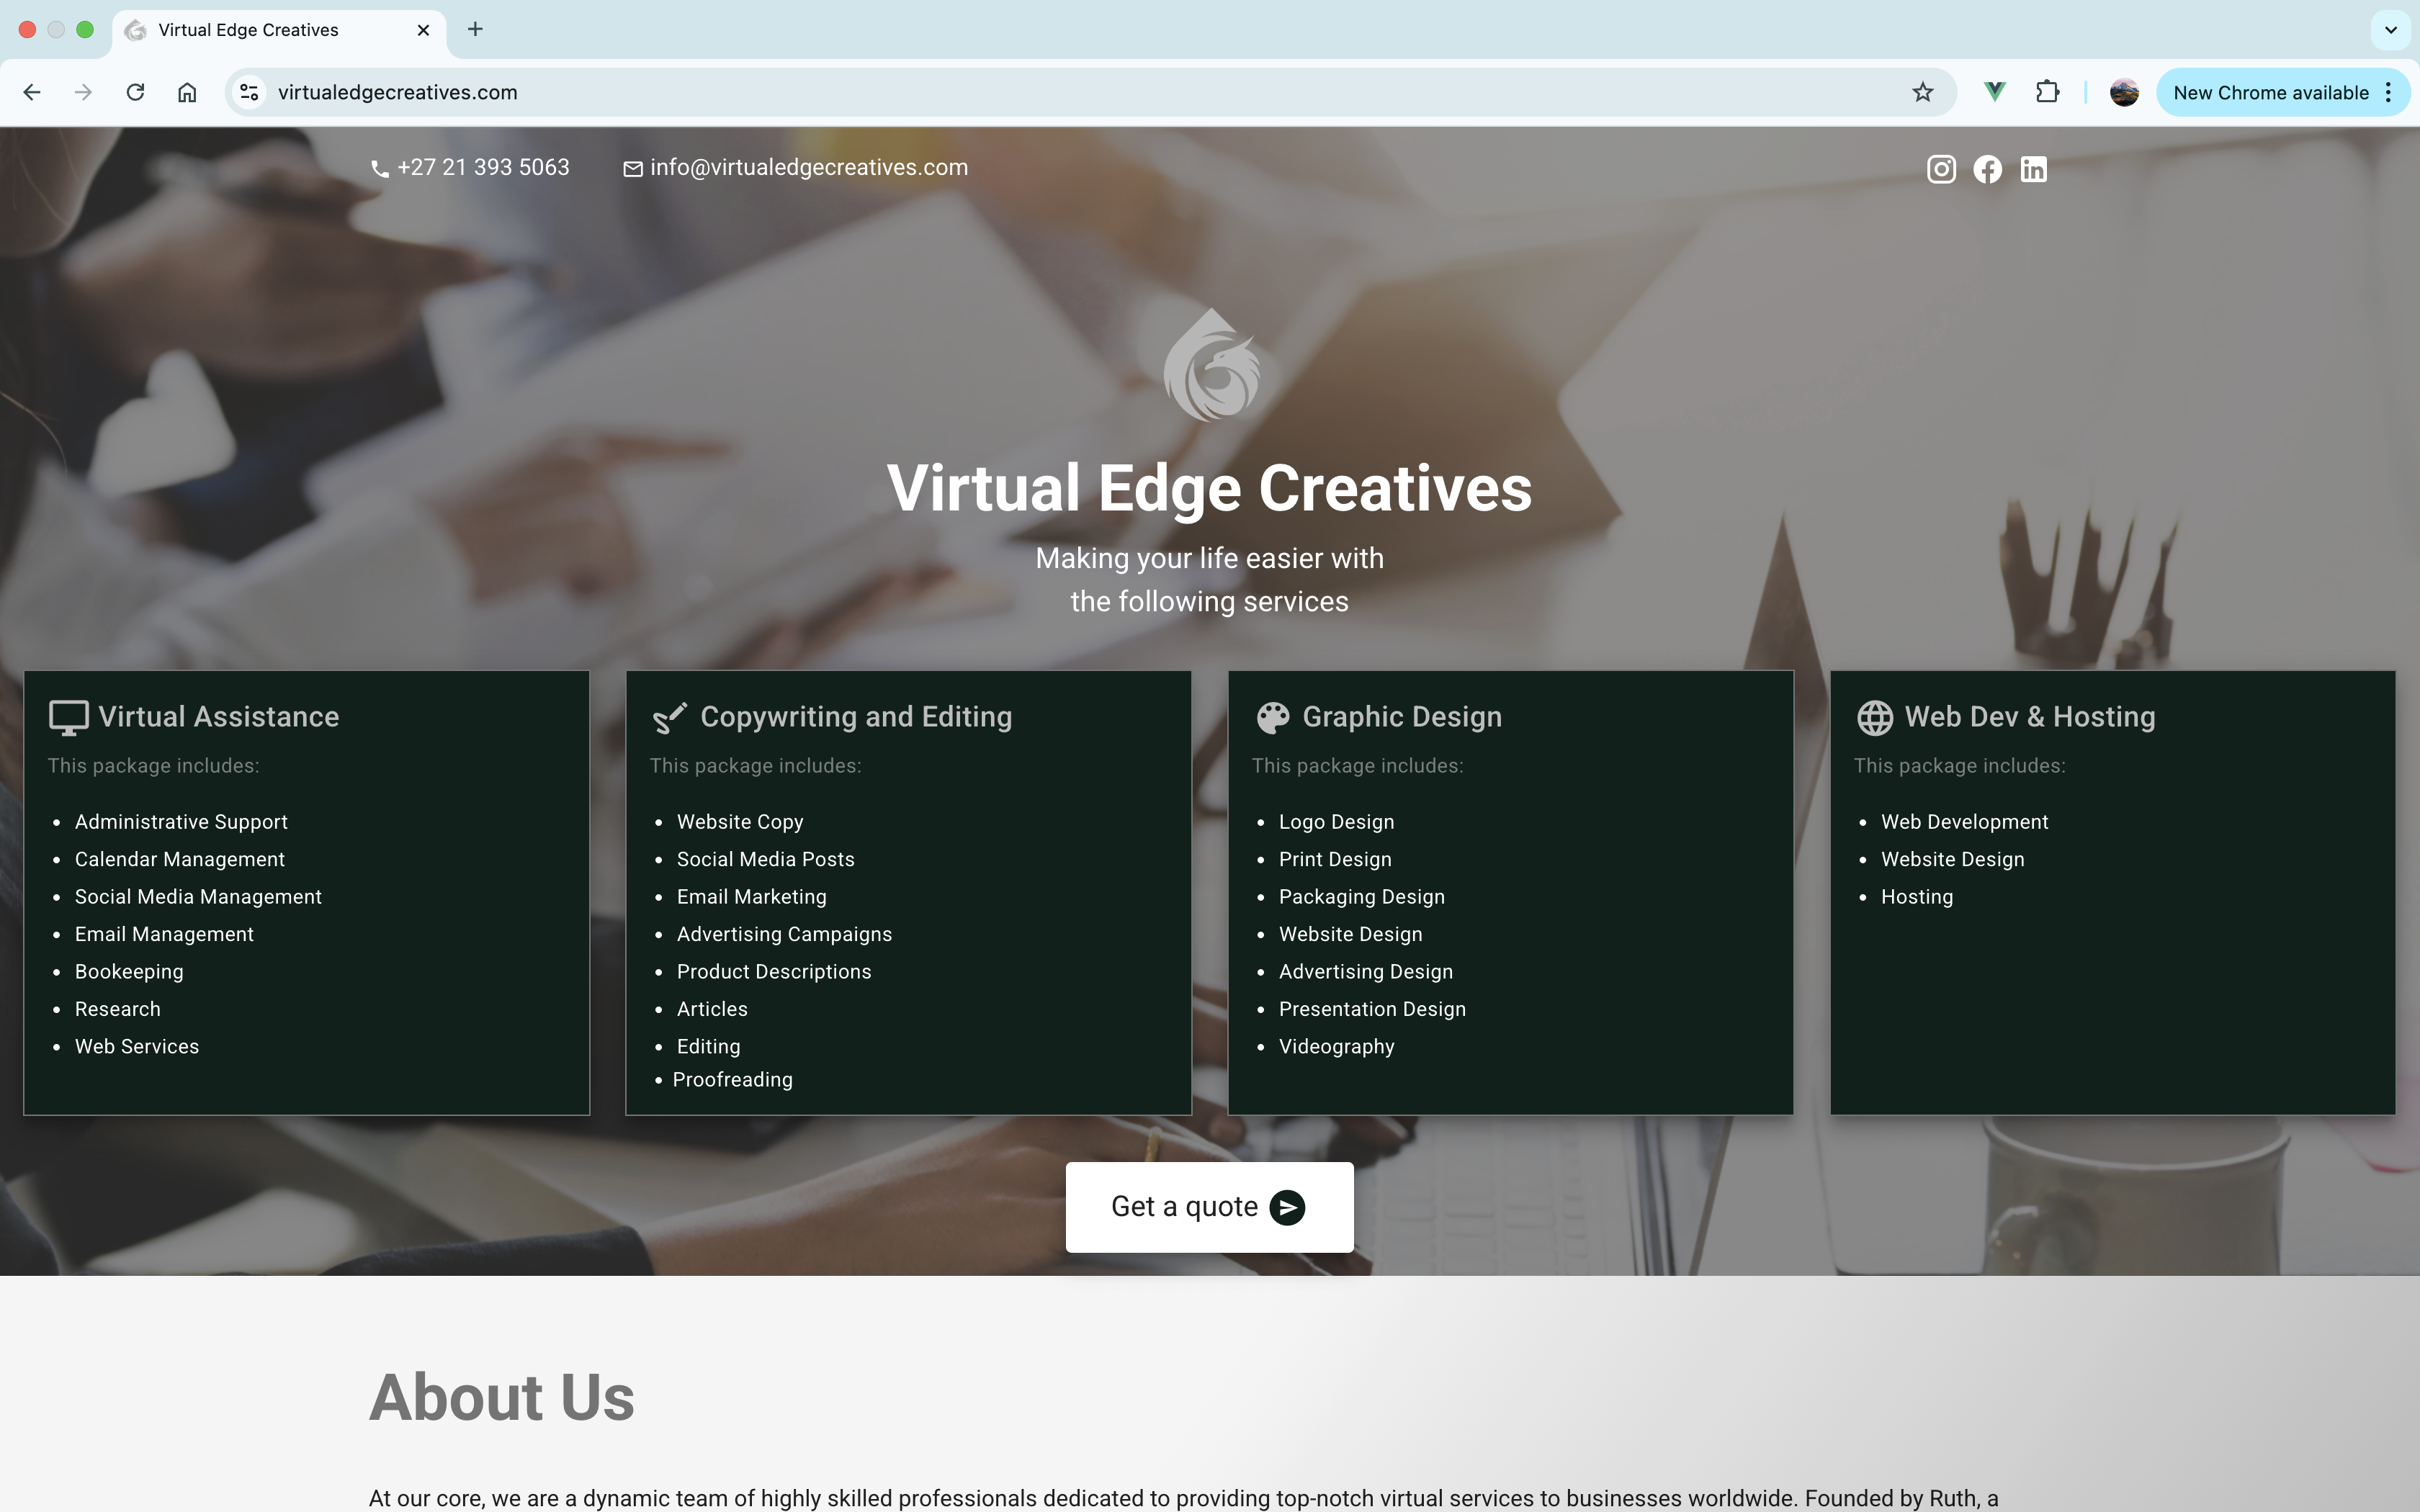 Virtual Edge Creatives
virtualedgecreatives.com
New Chrome available
+27 21 393 5063
info@virtualedgecreatives.com
Virtual Edge Creatives
Making your life easier with
the following services
Virtual Assistance
This package includes:
• Administrative Support
• Calendar Management
• Social Media Management
• Email Management
• Bookeeping
• Research
• Web Services
Copywriting and Editing
This package includes:
• Website Copy
• Social Media Posts
• Email Marketing
• Advertising Campaigns
• Product Descriptions
• Articles
• Editing
• Proofreading
Graphic Design
This package includes:
• Logo Design
• Print Design
• Packaging Design
• Website Design
• Advertising Design
• Presentation Design
• Videography
Web Dev & Hosting
This package includes:
• Web Development
• Website Design
• Hosting
Get a quote
About Us
At our core, we are a dynamic team of highly skilled professionals dedicated to providing top-notch virtual services to businesses worldwide. Founded by Ruth, a